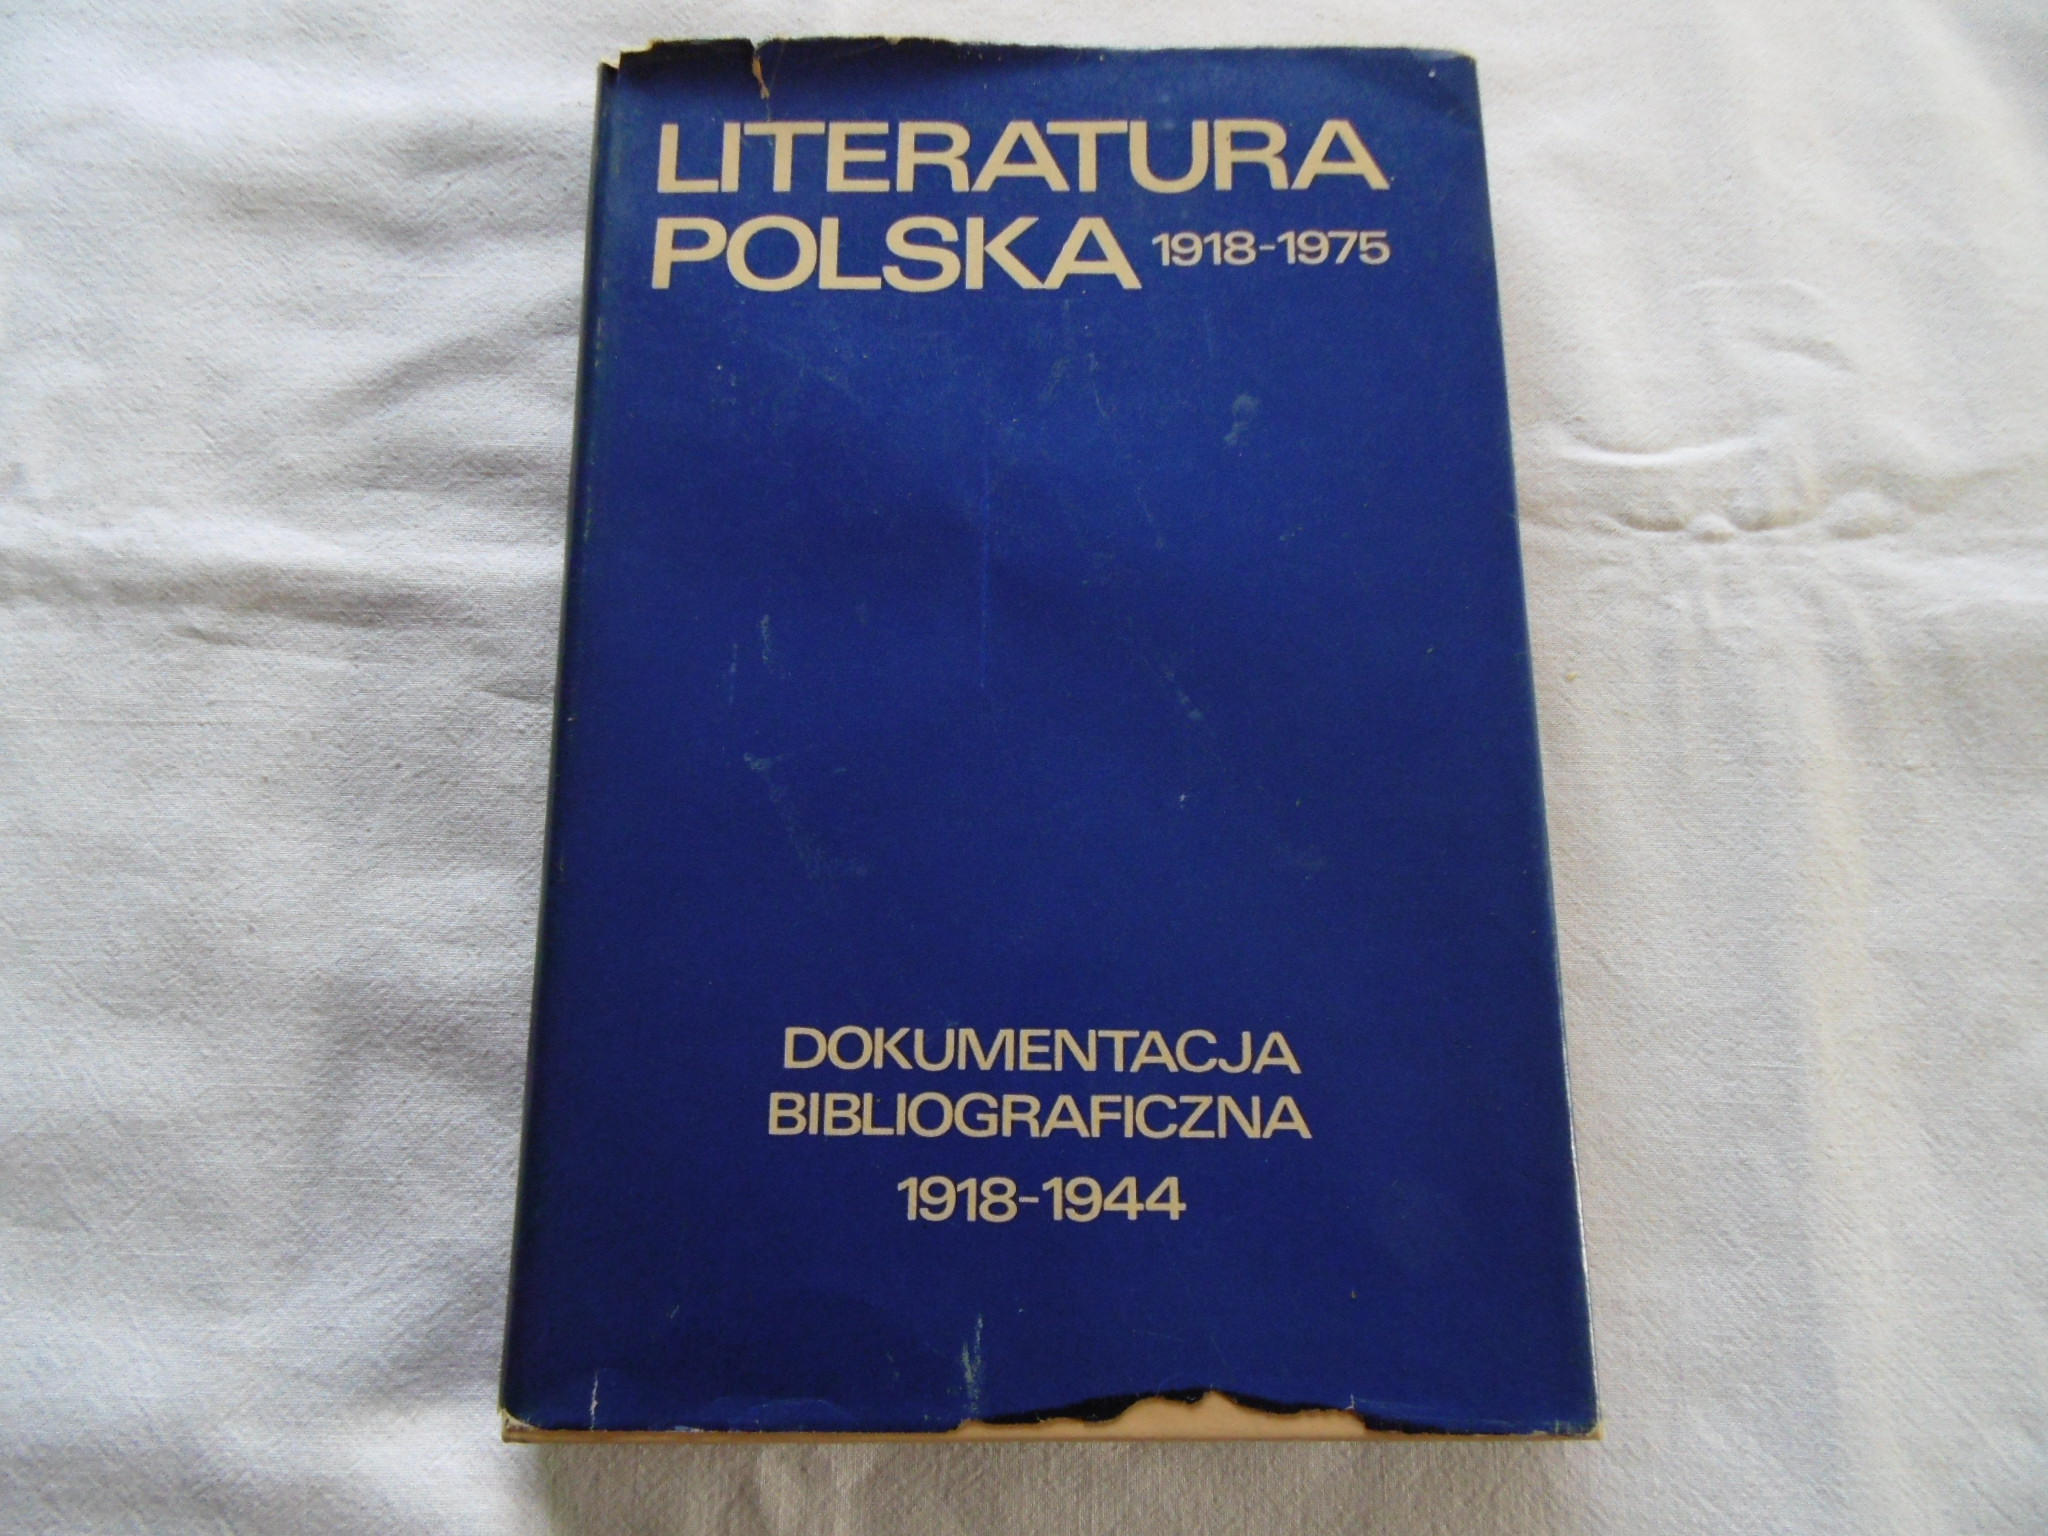 LITERATURA
POLSKA 1918-1975
DOKUMENTACJA
BIBLIOGRAFICZNA
1918-1944